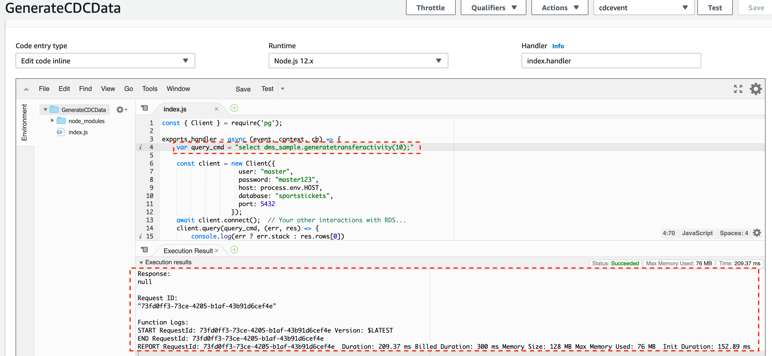 GenerateCDCData
Throttle Qualifiers Actions cdcevent Test Save
Code entry type
Edit code inline
Runtime
Node.js 12.x
Handler Info
index.handler
File Edit Find View Go Tools Window Save Test
Environment
GenerateCDCData
node_modules
index.js
index.js
1 const { Client } = require('pg');
2
3 exports.handler = async (event, context, cb) => {
4 var query_cmd = "select dms_sample.generatetransferactivity(10);"
5
6 const client = new Client({
7 user: "master",
8 password: "master123",
9 host: process.env.HOST,
10 database: "sportstickets",
11 port: 5432
12 });
13 await client.connect(); // Your other interactions with RDS...
14 client.query(query_cmd, (err, res) => {
15 console.log(err ? err.stack : res.rows[0])
4:70 JavaScript Spaces: 4
Execution Result
Execution results
Status: Succeeded Max Memory Used: 76 MB Time: 209.37 ms
Response:
null
Request ID:
"73fd0ff3-73ce-4205-b1af-43b91d6cef4e"
Function Logs:
START RequestId: 73fd0ff3-73ce-4205-b1af-43b91d6cef4e Version: $LATEST
END RequestId: 73fd0ff3-73ce-4205-b1af-43b91d6cef4e
REPORT RequestId: 73fd0ff3-73ce-4205-b1af-43b91d6cef4e Duration: 209.37 ms Billed Duration: 300 ms Memory Size: 128 MB Max Memory Used: 76 MB Init Duration: 152.89 ms